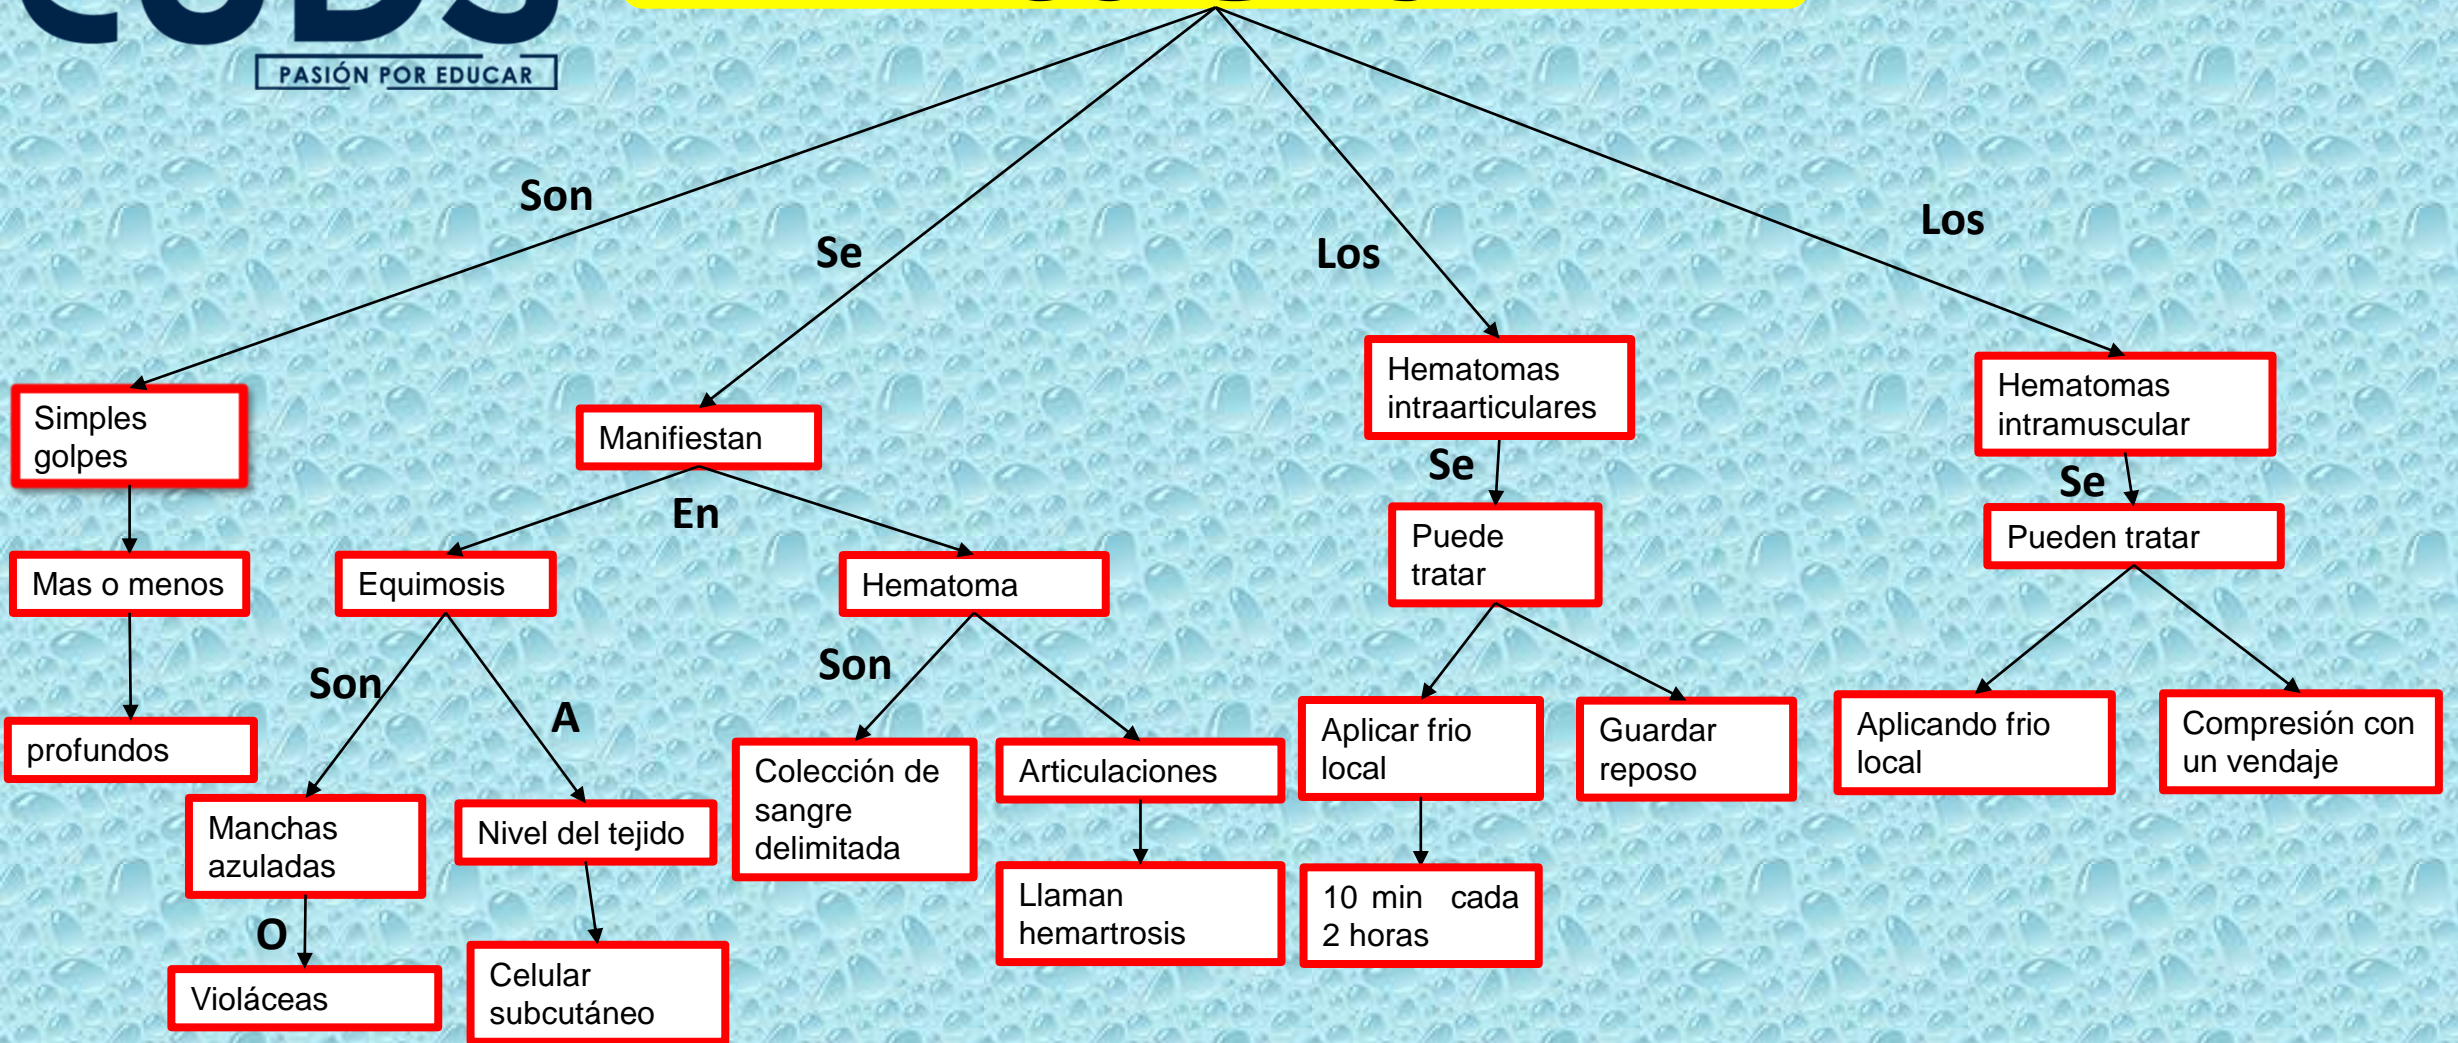 PASIÓN POR EDUCAR
Son
Se
Los
Los
Simples
golpes
Manifiestan
Hematomas
intraarticulares
Hematomas
intramuscular
En
Se
Se
Mas o menos
Equimosis
Hematoma
Puede
tratar
Pueden tratar
Son
A
Son
profundos
Manchas
azuladas
Nivel del tejido
Colección de
sangre
delimitada
Articulaciones
Aplicar frio
local
Guardar
reposo
Aplicando frio
local
Compresión con
un vendaje
O
Violáceas
Celular
subcutáneo
Llaman
hemartrosis
10 min cada
2 horas